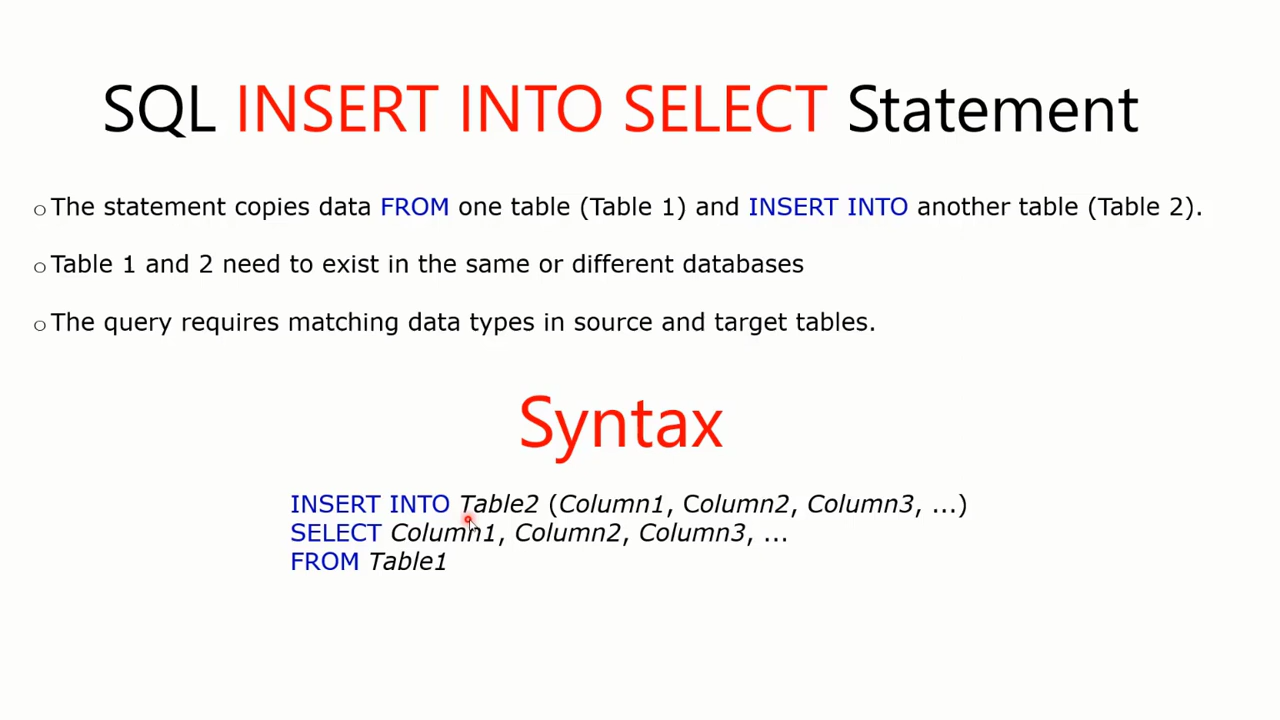 SQL INSERT INTO SELECT Statement
The statement copies data FROM one table (Table 1) and INSERT INTO another table (Table 2).
Table 1 and 2 need to exist in the same or different databases
The query requires matching data types in source and target tables.
Syntax
INSERT INTO Table2 (Column1, Column2, Column3, ...)
SELECT Column1, Column2, Column3, ...
FROM Table1